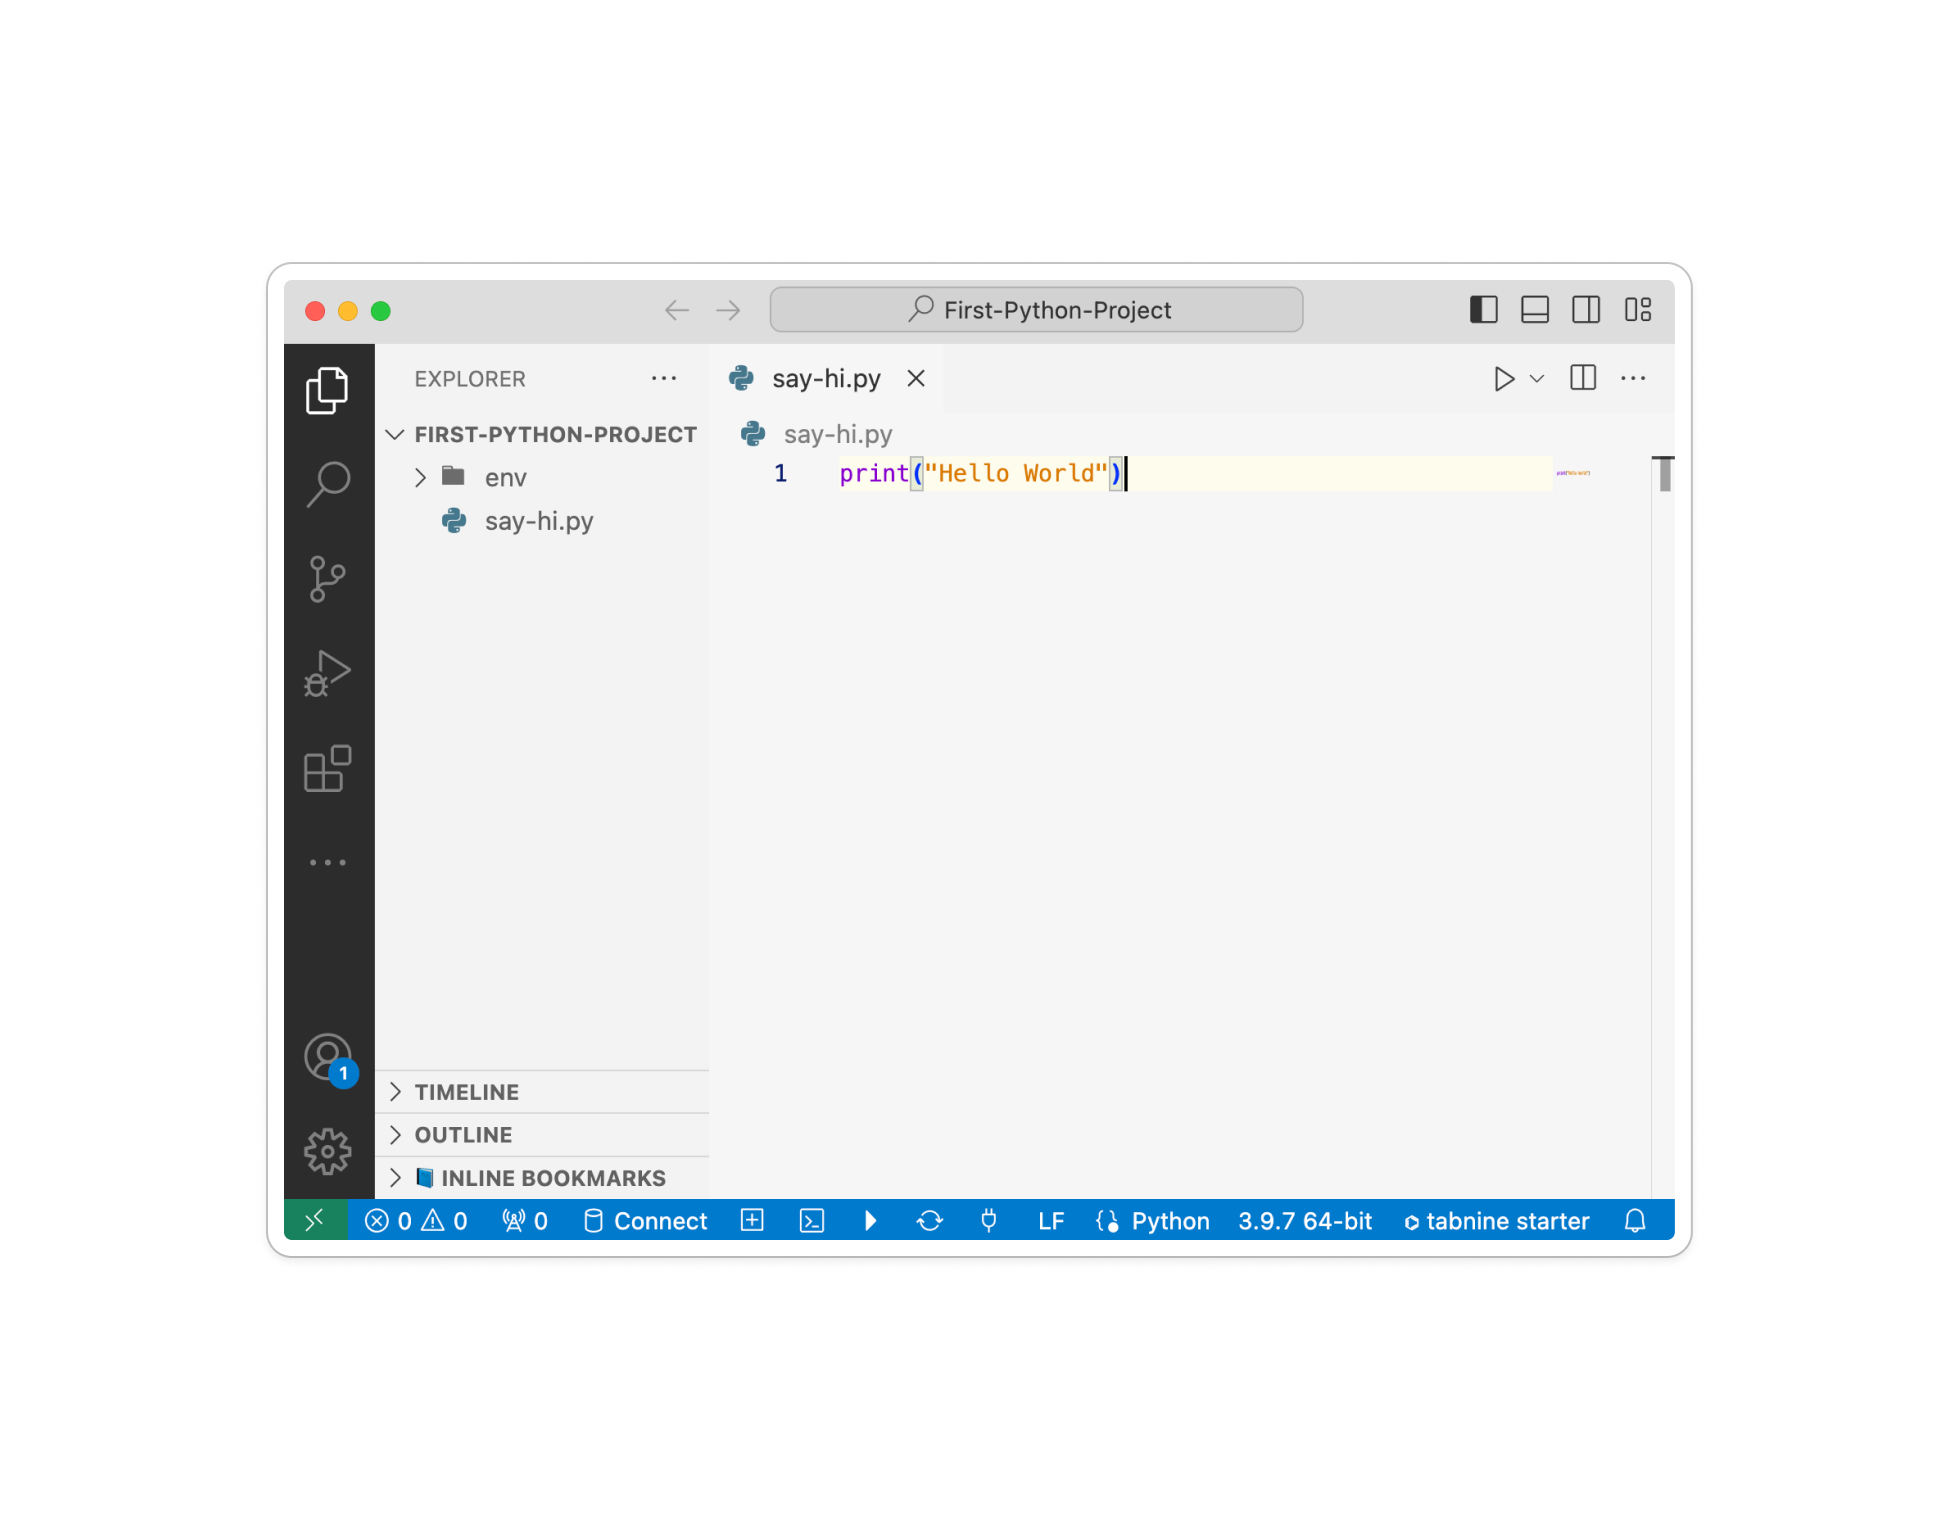 First-Python-Project
EXPLORER
FIRST-PYTHON-PROJECT
env
say-hi.py
TIMELINE
OUTLINE
INLINE BOOKMARKS
say-hi.py
say-hi.py
1 print("Hello World")
1
0 0 0 Connect LF Python 3.9.7 64-bit tabnine starter